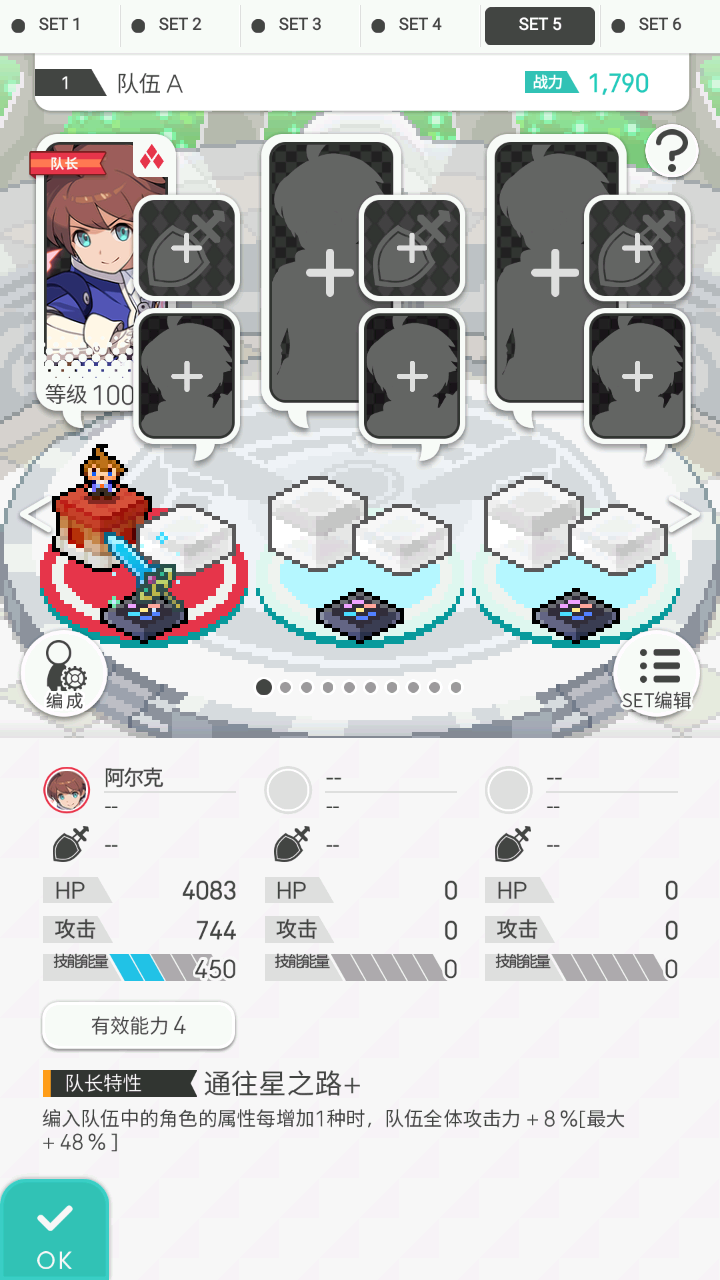 SET 1 SET 2 SET 3 SET 4 SET 5 SET 6
1 队伍 A 战力 1,790
队长
?
等级 100
编成
SET编辑
阿尔克 -- --
-- -- --
-- -- --
HP 4083 HP 0 HP 0
攻击 744 攻击 0 攻击 0
技能能量 450 技能能量 0 技能能量 0
有效能力 4
队长特性 通往星之路+
编入队伍中的角色的属性每增加1种时，队伍全体攻击力＋8％[最大
＋48％]
OK